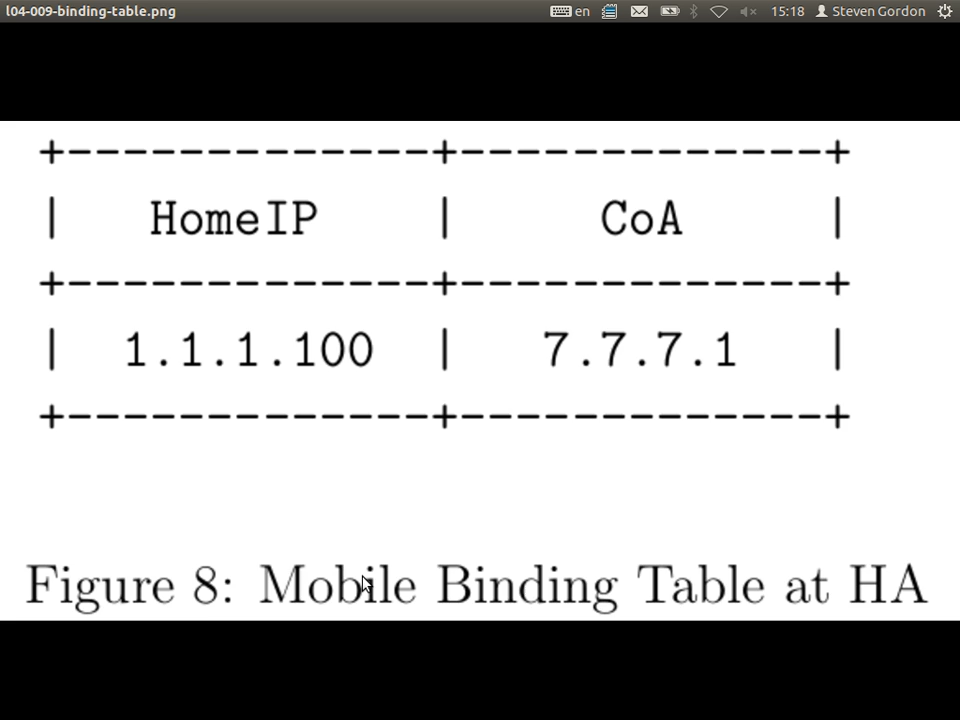 l04-009-binding-table.png en 15:18 Steven Gordon
+-------------+-------------+
| HomeIP | CoA |
+-------------+-------------+
| 1.1.1.100 | 7.7.7.1 |
+-------------+-------------+
Figure 8: Mobile Binding Table at HA